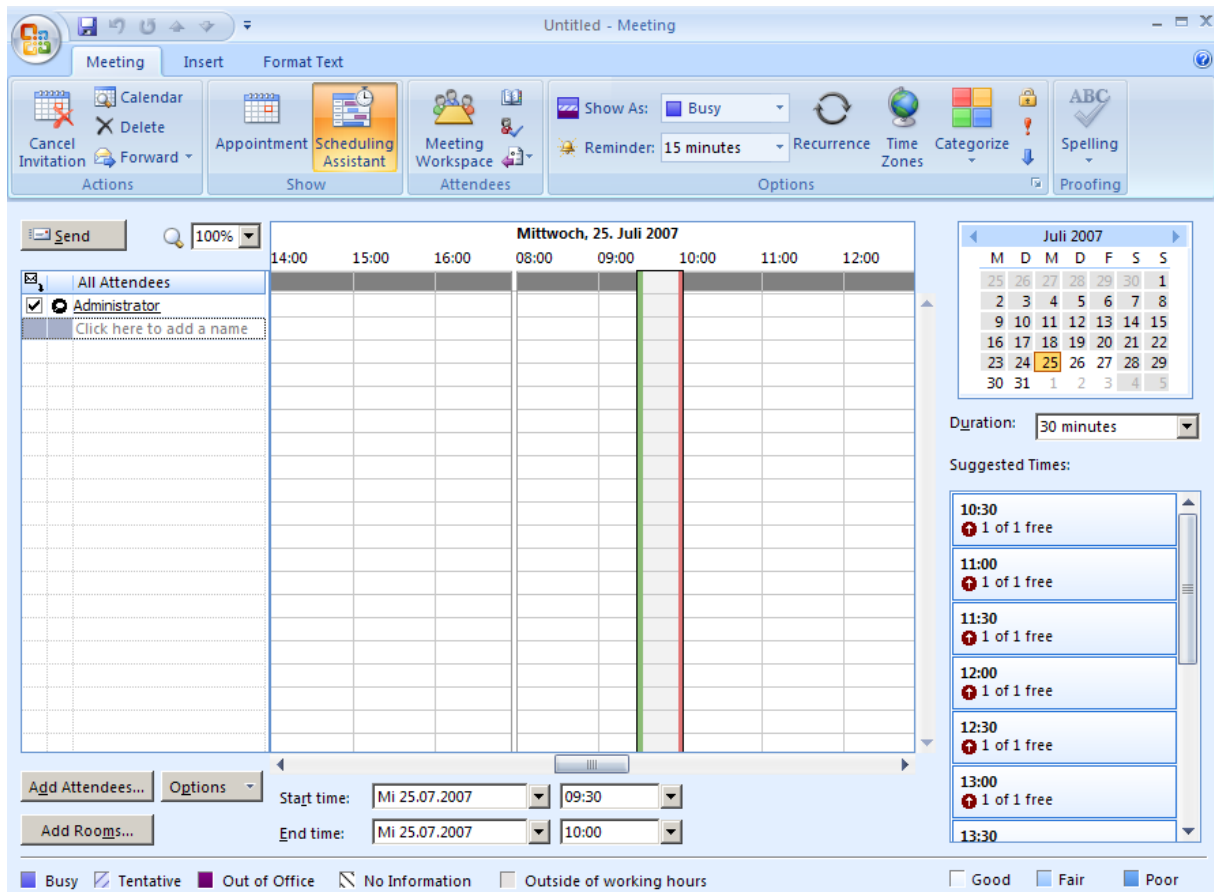 Untitled - Meeting
Meeting Insert Format Text
Cancel Invitation
Calendar
Delete
Forward
Actions
Appointment
Scheduling Assistant
Show
Meeting Workspace
Attendees
Show As: Busy
Reminder: 15 minutes
Recurrence
Time Zones
Categorize
Options
ABC
Spelling
Proofing
Send
100%
Mittwoch, 25. Juli 2007
14:00 15:00 16:00 08:00 09:00 10:00 11:00 12:00
All Attendees
Administrator
Click here to add a name
Juli 2007
M D M D F S S
25 26 27 28 29 30 1
2 3 4 5 6 7 8
9 10 11 12 13 14 15
16 17 18 19 20 21 22
23 24 25 26 27 28 29
30 31 1 2 3 4 5
Duration: 30 minutes
Suggested Times:
10:30
1 of 1 free
11:00
1 of 1 free
11:30
1 of 1 free
12:00
1 of 1 free
12:30
1 of 1 free
13:00
1 of 1 free
13:30
Add Attendees... Options
Add Rooms...
Start time: Mi 25.07.2007 09:30
End time: Mi 25.07.2007 10:00
Busy Tentative Out of Office No Information Outside of working hours
Good Fair Poor